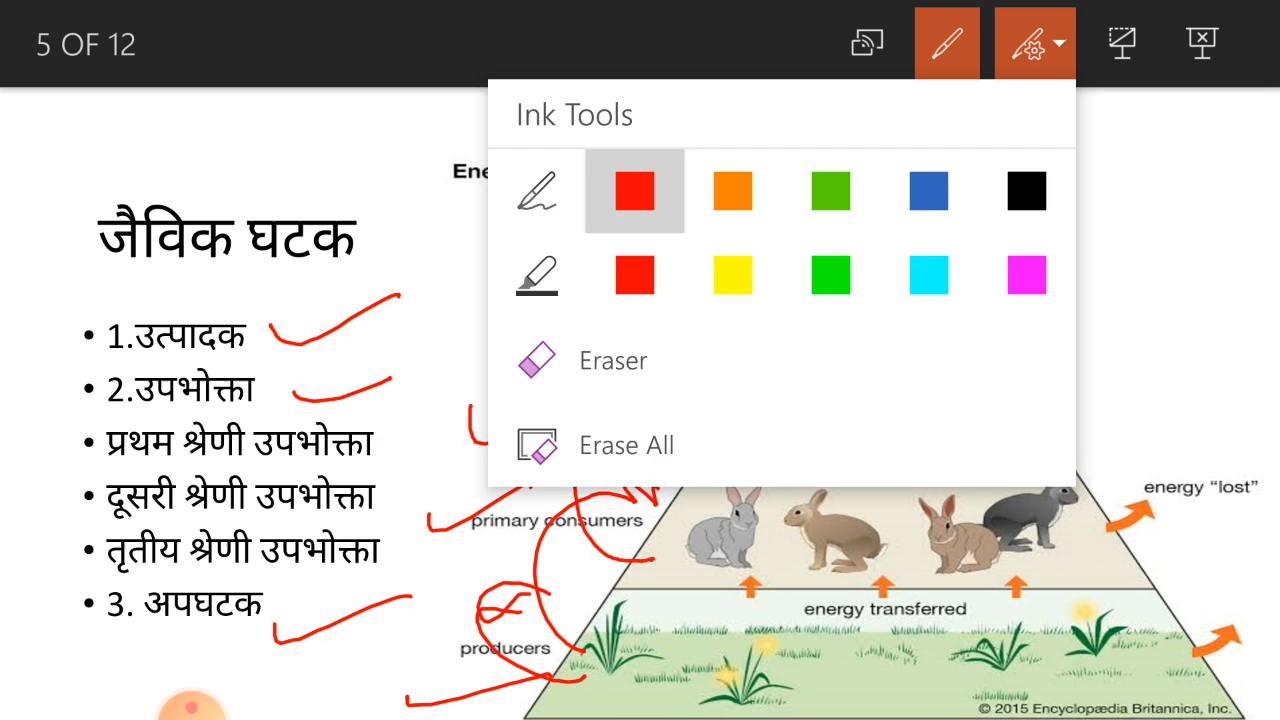 5 OF 12
Ink Tools
Eraser
Erase All
जैविक घटक
• 1.उत्पादक
• 2.उपभोक्ता
• प्रथम श्रेणी उपभोक्ता
• दूसरी श्रेणी उपभोक्ता
• तृतीय श्रेणी उपभोक्ता
• 3. अपघटक
Ene
energy “lost”
primary consumers
energy transferred
producers
© 2015 Encyclopædia Britannica, Inc.